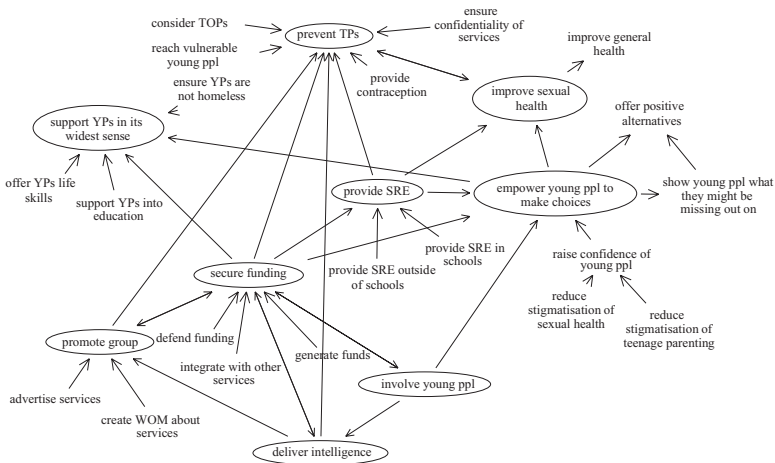 consider TOPs
prevent TPs
ensure
confidentiality of
services
improve general
health
reach vulnerable
young ppl
provide
contraception
improve sexual
health
ensure YPs are
not homeless
offer positive
alternatives
support YPs in its
widest sense
offer YPs life
skills
support YPs into
education
provide SRE
empower young ppl to
make choices
show young ppl what
they might be
missing out on
provide SRE in
schools
provide SRE outside
of schools
raise confidence of
young ppl
secure funding
reduce
stigmatisation of
sexual health
reduce
stigmatisation of
teenage parenting
promote group
defend funding
integrate with other
services
generate funds
involve young ppl
advertise services
create WOM about
services
deliver intelligence